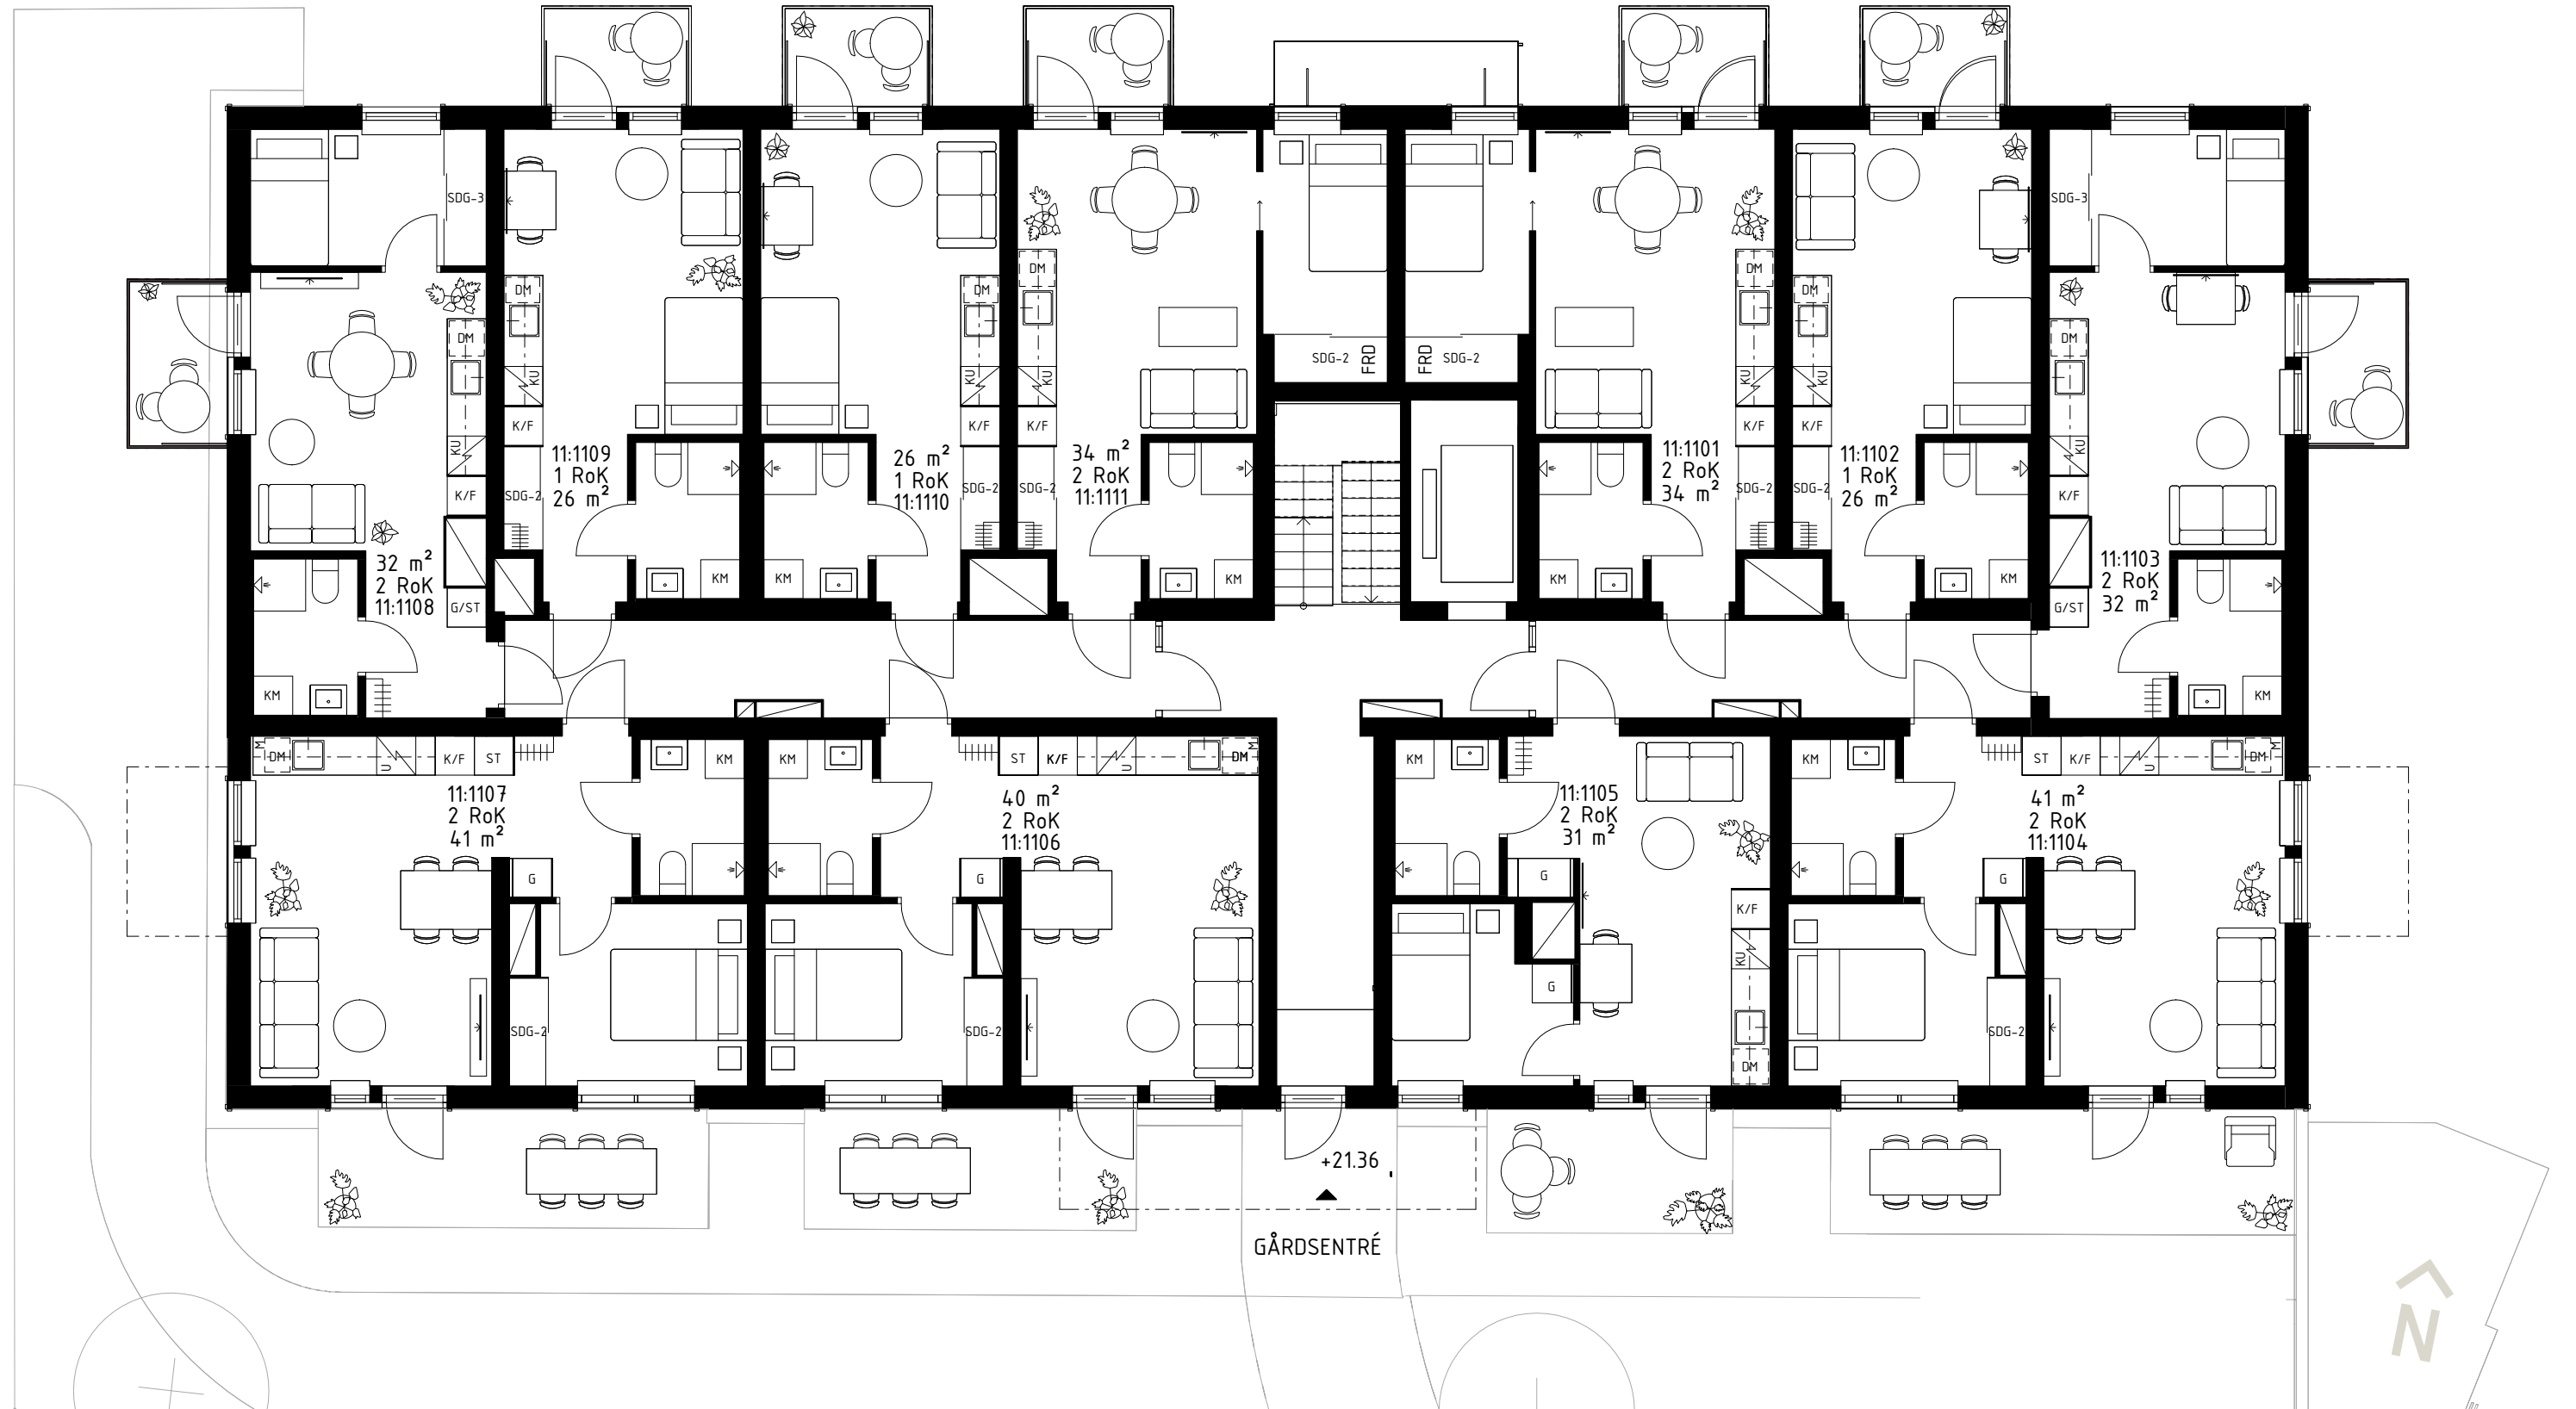 SDG-3
SDG-3
DM
DM
DM
DM
DM
DM
DM
SDG-2
FRD
FRD
SDG-2
KU
KU
KU
KU
KU
K/F
K/F
K/F
K/F
K/F
KU
KU
K/F
K/F
11:1109
1 RoK
26 m²
26 m²
1 RoK
11:1110
34 m²
2 RoK
11:1111
11:1101
2 RoK
34 m²
11:1102
1 RoK
26 m²
SDG-2
SDG-2
SDG-2
SDG-2
SDG-2
32 m²
2 RoK
11:1108
11:1103
2 RoK
32 m²
G/ST
G/ST
KM
KM
KM
KM
KM
KM
KM
M
DM
U
K/F
ST
KM
KM
ST
K/F
U
DM
M
KM
KM
ST
K/F
U
DM
M
11:1107
2 RoK
41 m²
40 m²
2 RoK
11:1106
11:1105
2 RoK
31 m²
41 m²
2 RoK
11:1104
G
G
G
G
K/F
KU
G
SDG-2
SDG-2
SDG-2
DM
+21.36
GÅRDSENTRÉ
N